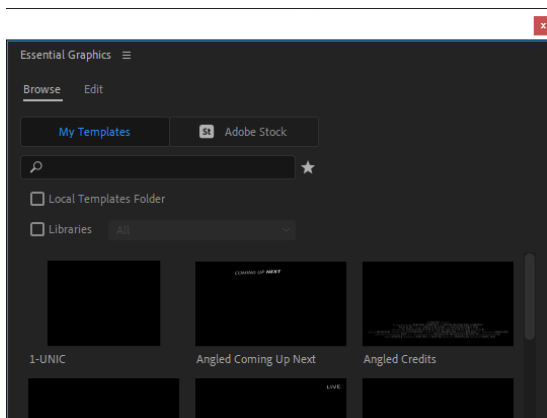 x
Essential Graphics
Browse Edit
My Templates St Adobe Stock
Local Templates Folder
Libraries All
COMING UP NEXT
1-UNIC Angled Coming Up Next Angled Credits
LIVE